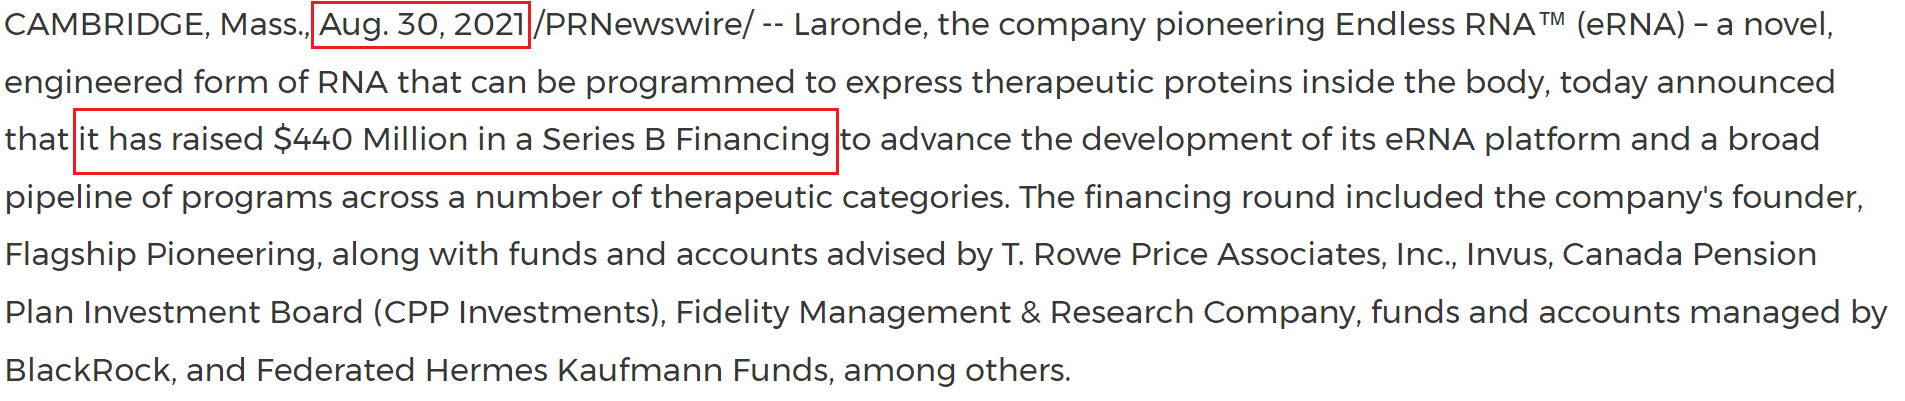 CAMBRIDGE, Mass., Aug. 30, 2021 /PRNewswire/ -- Laronde, the company pioneering Endless RNA™ (eRNA) – a novel,
engineered form of RNA that can be programmed to express therapeutic proteins inside the body, today announced
that it has raised $440 Million in a Series B Financing to advance the development of its eRNA platform and a broad
pipeline of programs across a number of therapeutic categories. The financing round included the company's founder,
Flagship Pioneering, along with funds and accounts advised by T. Rowe Price Associates, Inc., Invus, Canada Pension
Plan Investment Board (CPP Investments), Fidelity Management & Research Company, funds and accounts managed by
BlackRock, and Federated Hermes Kaufmann Funds, among others.